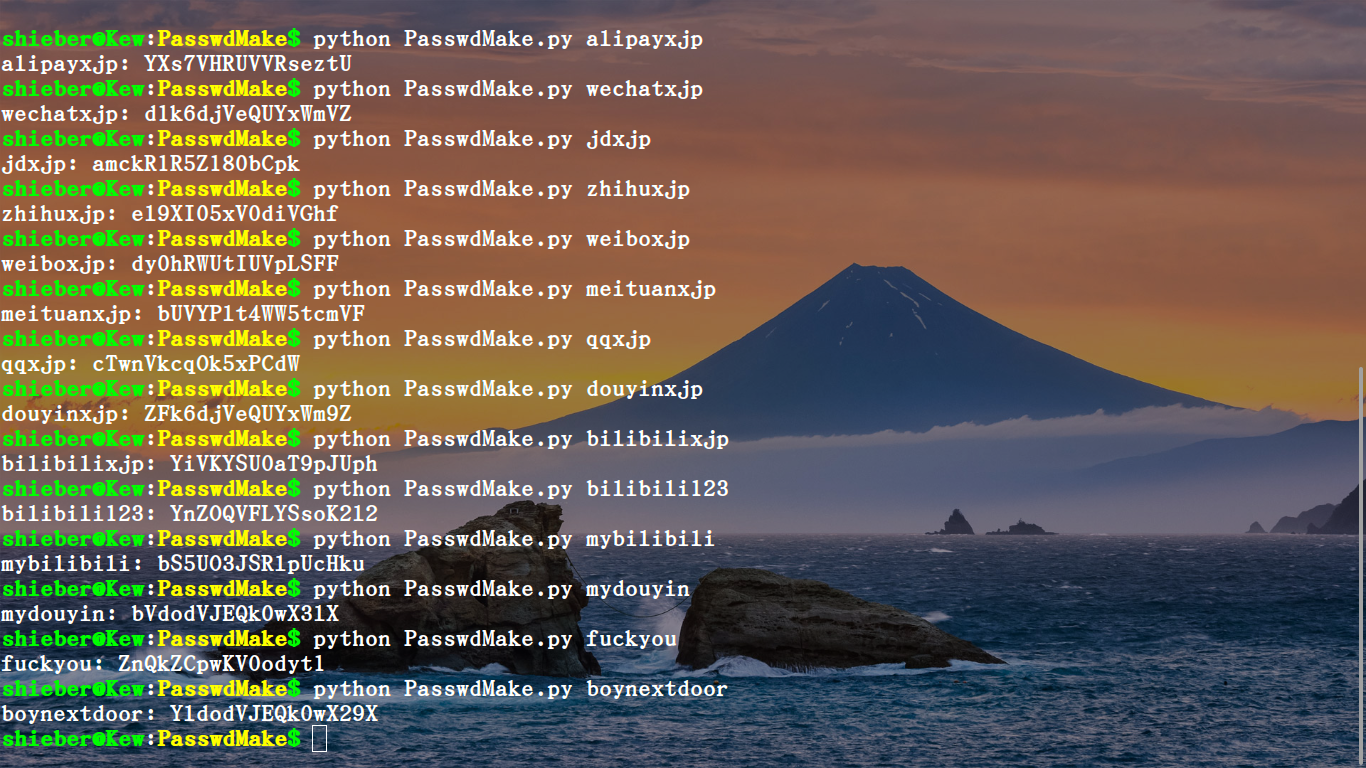 shieber@Kew:PasswdMake$ python PasswdMake.py alipayxjp
alipayxjp: YXs7VHRUVVRseztU
shieber@Kew:PasswdMake$ python PasswdMake.py wechatxjp
wechatxjp: d1k6djVeQUYxWmVZ
shieber@Kew:PasswdMake$ python PasswdMake.py jdxjp
jdxjp: amckR1R5Z180bCpk
shieber@Kew:PasswdMake$ python PasswdMake.py zhihuxjp
zhihuxjp: e19XI05xV0diVGhf
shieber@Kew:PasswdMake$ python PasswdMake.py weiboxjp
weiboxjp: dy0hRWUtIUVpLSFF
shieber@Kew:PasswdMake$ python PasswdMake.py meituanxjp
meituanxjp: bUVYP1t4WW5tcmVF
shieber@Kew:PasswdMake$ python PasswdMake.py qqxjp
qqxjp: cTwnVkcqOk5xPCdW
shieber@Kew:PasswdMake$ python PasswdMake.py douyinxjp
douyinxjp: ZFk6djVeQUYxWm9Z
shieber@Kew:PasswdMake$ python PasswdMake.py bilibilixjp
bilibilixjp: YiVKYSU0aT9pJUph
shieber@Kew:PasswdMake$ python PasswdMake.py bilibili123
bilibili123: YnZ0QVFLYSsoK212
shieber@Kew:PasswdMake$ python PasswdMake.py mybilibili
mybilibili: bS5UO3JSRlpUcHku
shieber@Kew:PasswdMake$ python PasswdMake.py mydouyin
mydouyin: bVdodVJEQk0wX31X
shieber@Kew:PasswdMake$ python PasswdMake.py fuckyou
fuckyou: ZnQkZCpwKV0odyt1
shieber@Kew:PasswdMake$ python PasswdMake.py boynextdoor
boynextdoor: Y1dodVJEQk0wX29X
shieber@Kew:PasswdMake$